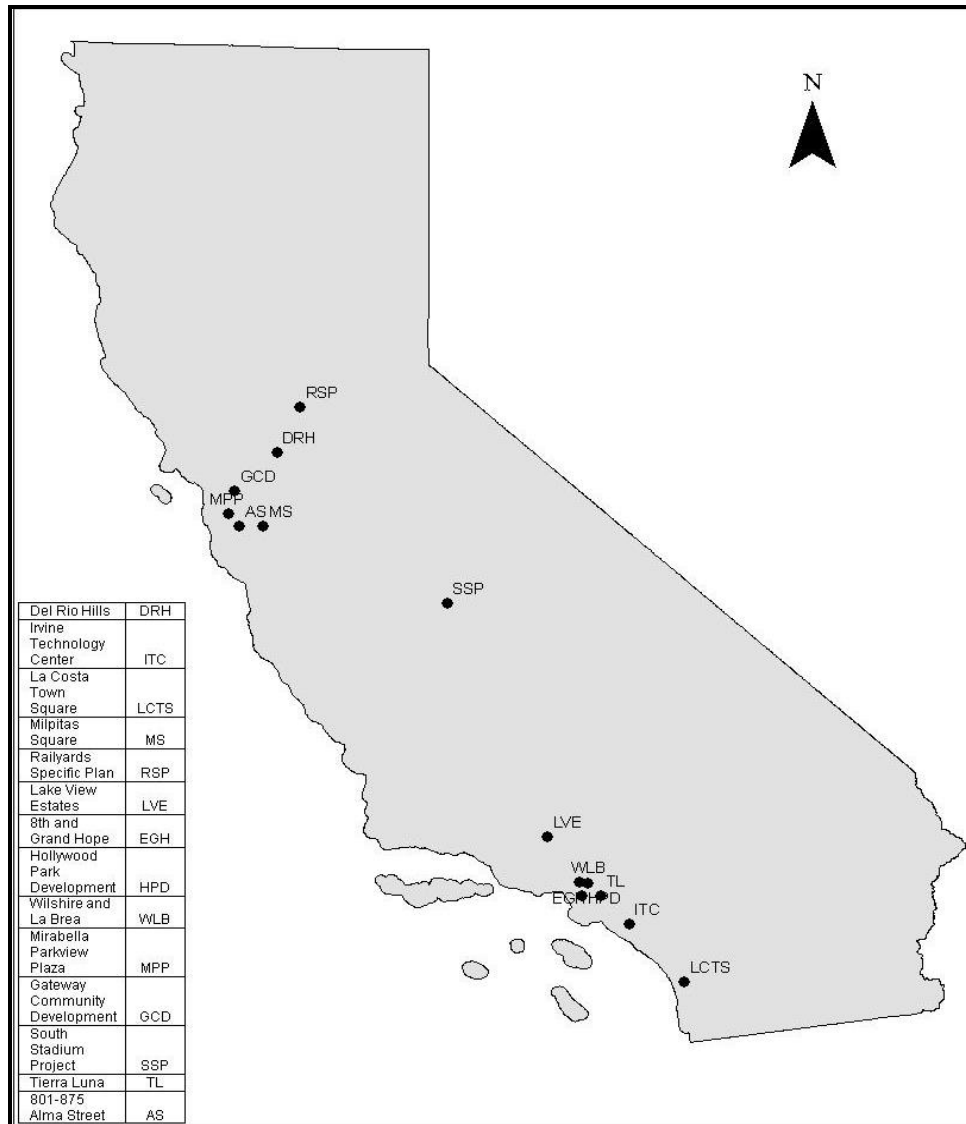 N
RSP
DRH
GCD
MPP
AS MS
SSP
LVE
WLB
TL
EGH HPD
ITC
LCTS
Del Rio Hills DRH
Irvine
Technology
Center ITC
La Costa
Town
Square LCTS
Milpitas
Square MS
Railyards
Specific Plan RSP
Lake View
Estates LVE
8th and
Grand Hope EGH
Hollywood
Park
Development HPD
Wilshire and
La Brea WLB
Mirabella
Parkview
Plaza MPP
Gateway
Community
Development GCD
South
Stadium
Project SSP
Tierra Luna TL
801-875
Alma Street AS